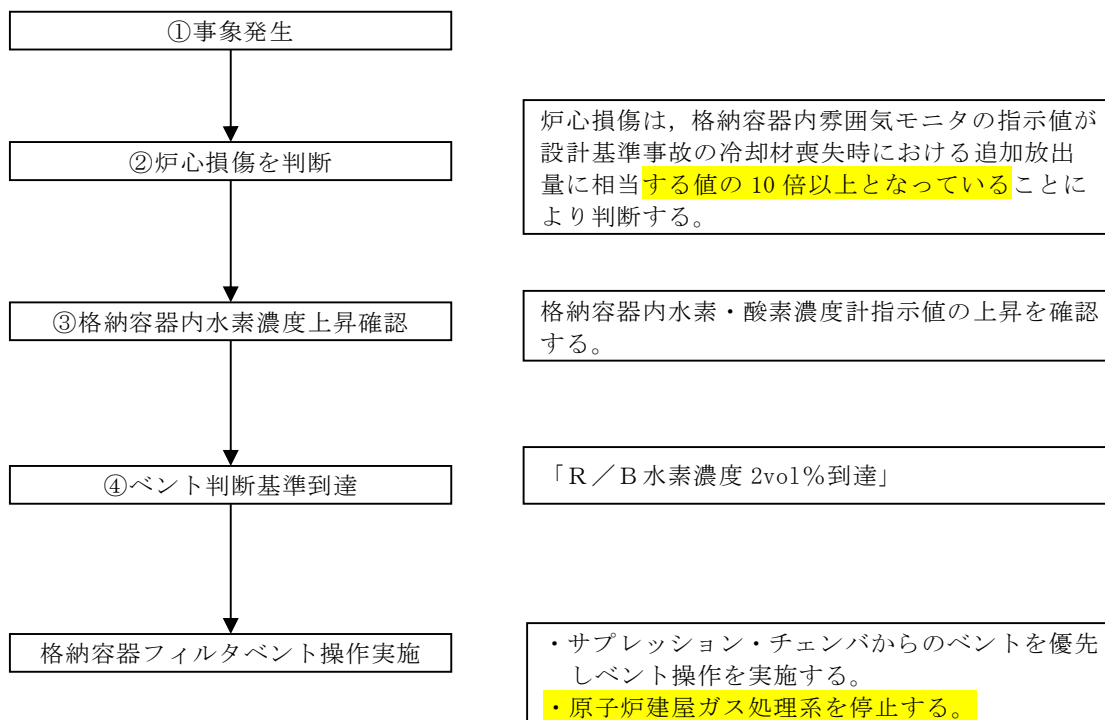 ①事象発生
②炉心損傷を判断
炉心損傷は，格納容器内雰囲気モニタの指示値が
設計基準事故の冷却材喪失時における追加放出
量に相当する値の 10 倍以上となっていることに
より判断する。
③格納容器内水素濃度上昇確認
格納容器内水素・酸素濃度計指示値の上昇を確認
する。
④ベント判断基準到達
「Ｒ／Ｂ水素濃度 2vol％到達」
格納容器フィルタベント操作実施
・サプレッション・チェンバからのベントを優先
しベント操作を実施する。
・原子炉建屋ガス処理系を停止する。